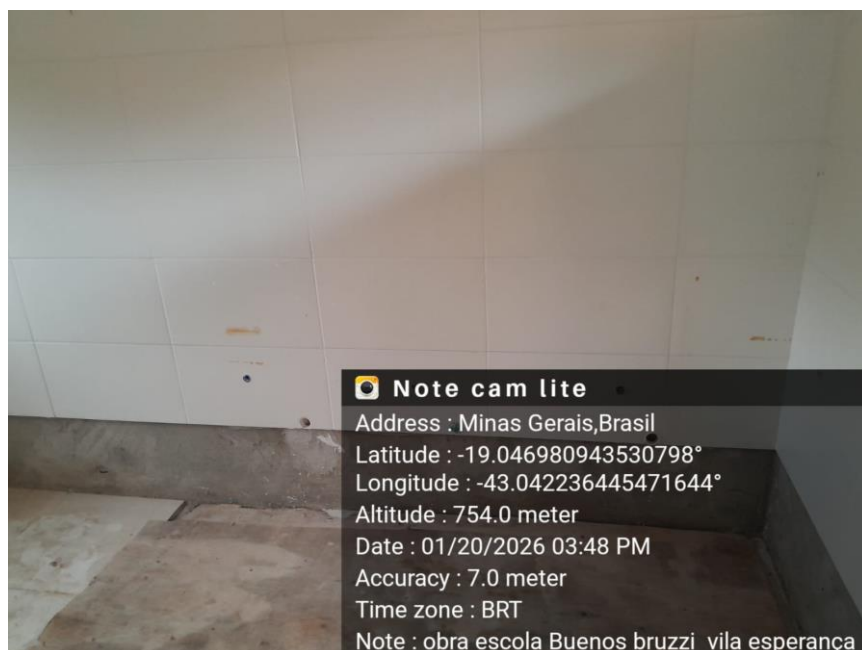 Note cam lite
Address : Minas Gerais,Brasil
Latitude : -19.046980943530798°
Longitude : -43.042236445471644°
Altitude : 754.0 meter
Date : 01/20/2026 03:48 PM
Accuracy : 7.0 meter
Time zone : BRT
Note : obra escola Buenos bruzzi vila esperança